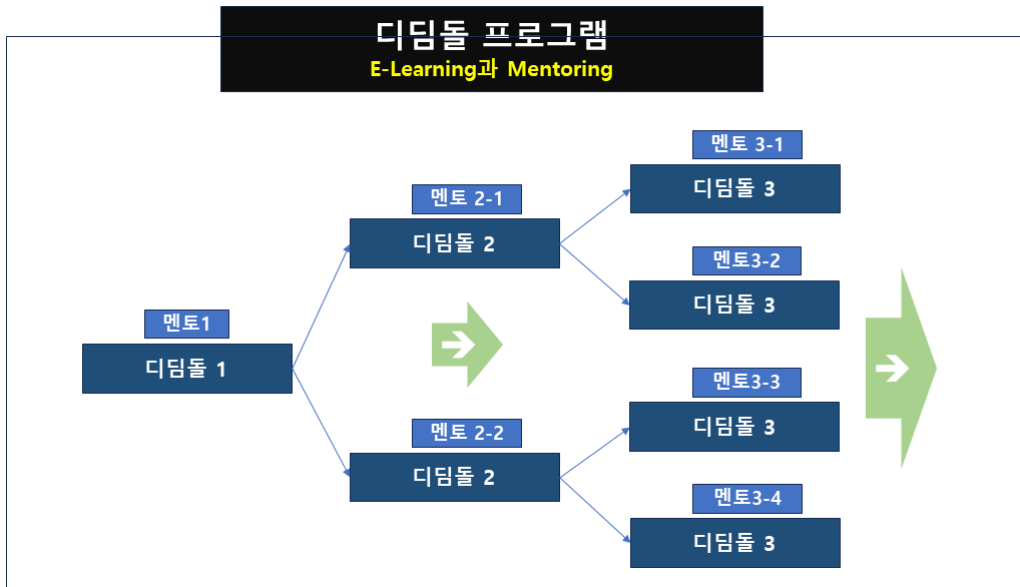 디딤돌 프로그램
E-Learning과 Mentoring
멘토1
디딤돌 1
멘토 2-1
디딤돌 2
멘토 2-2
디딤돌 2
멘토 3-1
디딤돌 3
멘토3-2
디딤돌 3
멘토3-3
디딤돌 3
멘토3-4
디딤돌 3